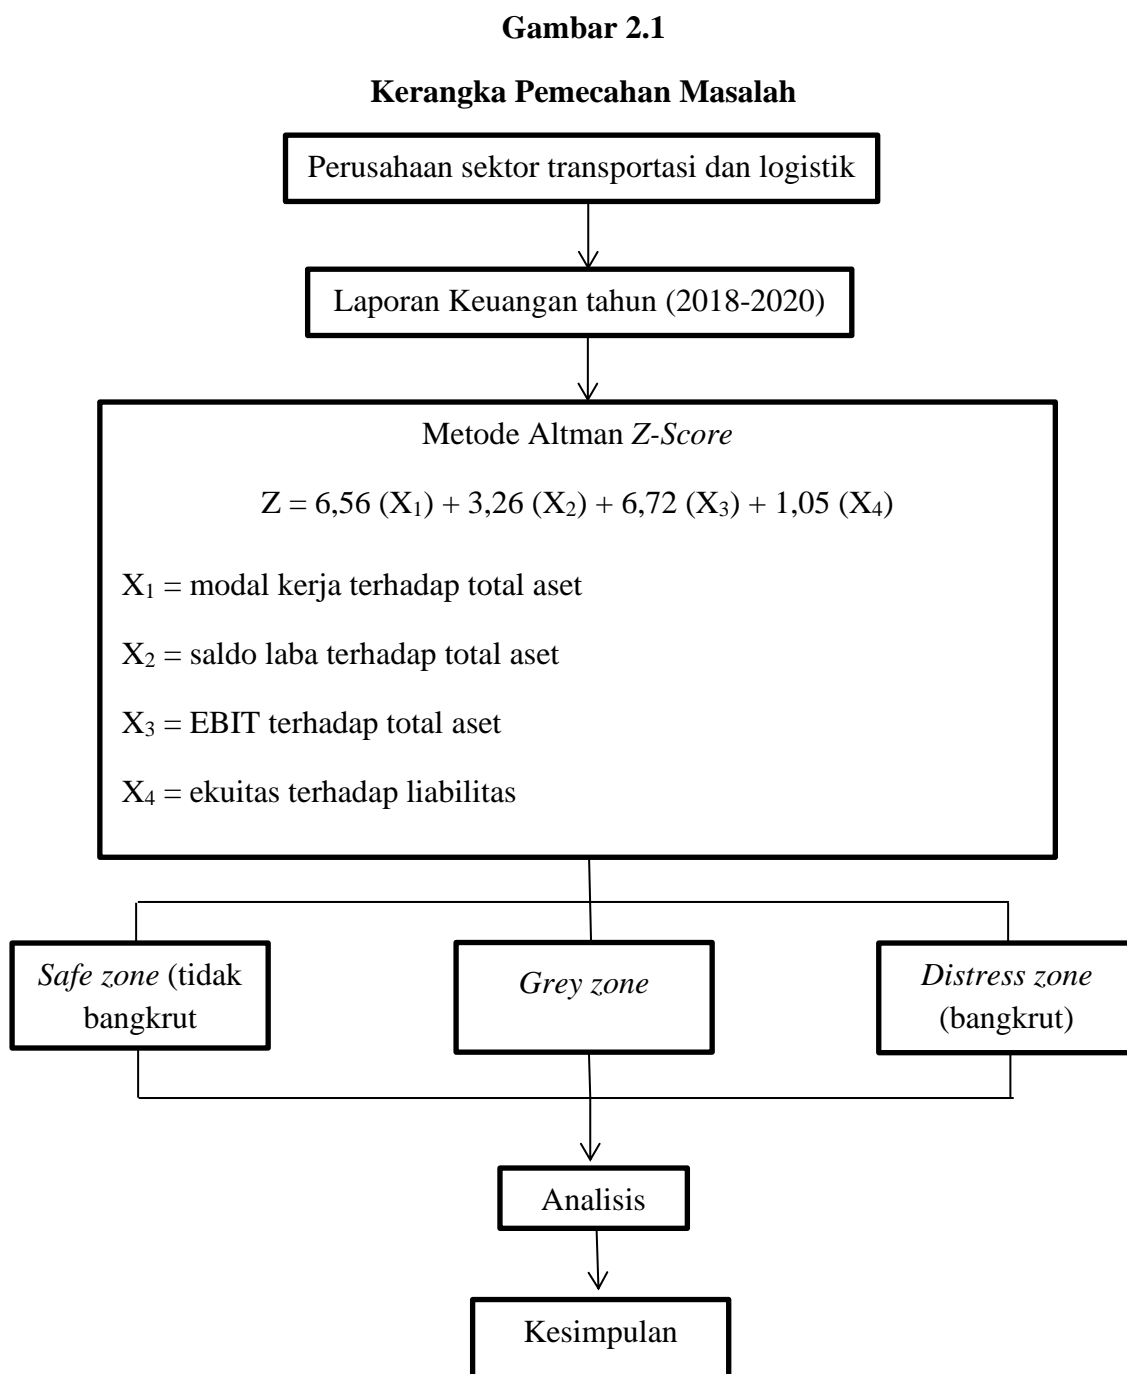 Gambar 2.1
Kerangka Pemecahan Masalah
Perusahaan sektor transportasi dan logistik
Laporan Keuangan tahun (2018-2020)
Metode Altman Z-Score
Z = 6,56 (X₁) + 3,26 (X₂) + 6,72 (X₃) + 1,05 (X₄)
X₁ = modal kerja terhadap total aset
X₂ = saldo laba terhadap total aset
X₃ = EBIT terhadap total aset
X₄ = ekuitas terhadap liabilitas
Safe zone (tidak
bangkrut
Grey zone
Distress zone
(bangkrut)
Analisis
Kesimpulan